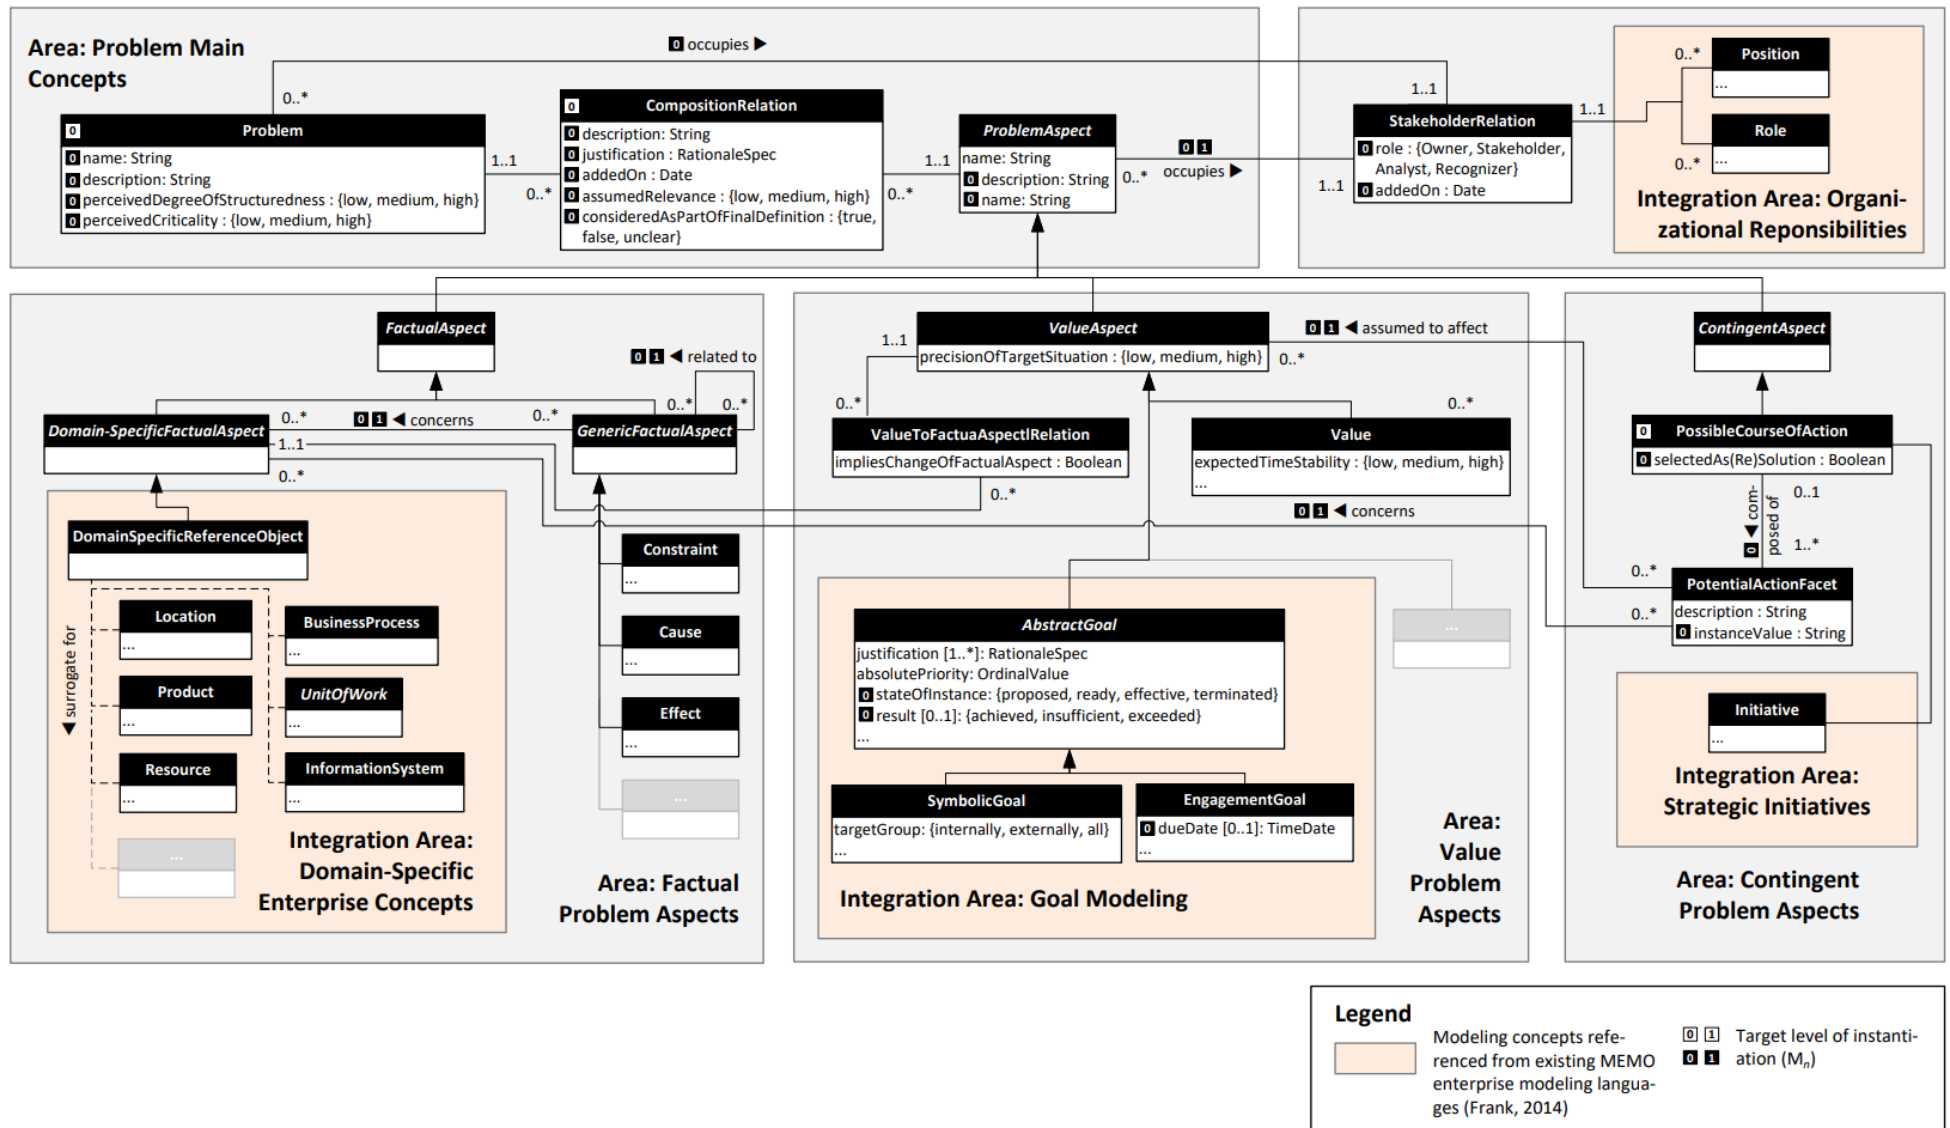 Area: Problem Main
Concepts
0 occupies ▶
0..*
1..1
0 Problem
0 name: String
0 description: String
0 perceivedDegreeOfStructuredness : {low, medium, high}
0 perceivedCriticality : {low, medium, high}
1..1
0..*
0 CompositionRelation
0 description: String
0 justification : RationaleSpec
0 addedOn : Date
0 assumedRelevance : {low, medium, high}
0 consideredAsPartOfFinalDefinition : {true,
false, unclear}
1..1
0..*
ProblemAspect
name: String
0 description: String
0 name: String
0 1
occupies ▶
0..*
1..1
StakeholderRelation
0 role : {Owner, Stakeholder,
Analyst, Recognizer}
0 addedOn : Date
1..1
0..*
0..*
Position
...
Role
...
Integration Area: Organi-
zational Reponsibilities
FactualAspect
0 1 ◀ related to
0..*
0..*
Domain-SpecificFactualAspect
0..*
0 1 ◀ concerns
0..*
1..1
0..*
GenericFactualAspect
DomainSpecificReferenceObject
▼ surrogate for
Location
...
BusinessProcess
...
Product
...
UnitOfWork
...
Resource
...
InformationSystem
...
...
Integration Area:
Domain-Specific
Enterprise Concepts
Constraint
...
Cause
...
Effect
...
...
Area: Factual
Problem Aspects
ValueAspect
precisionOfTargetSituation : {low, medium, high}
1..1
0..*
0 1 ◀ assumed to affect
0..*
0..*
ValueToFactuaAspectlRelation
impliesChangeOfFactualAspect : Boolean
0..*
Value
expectedTimeStability : {low, medium, high}
...
0 1 ◀ concerns
AbstractGoal
justification [1..*]: RationaleSpec
absolutePriority: OrdinalValue
0 stateOfInstance: {proposed, ready, effective, terminated}
0 result [0..1]: {achieved, insufficient, exceeded}
...
...
SymbolicGoal
targetGroup: {internally, externally, all}
...
EngagementGoal
0 dueDate [0..1]: TimeDate
...
Integration Area: Goal Modeling
Area:
Value
Problem
Aspects
ContingentAspect
0 PossibleCourseOfAction
0 selectedAs(Re)Solution : Boolean
0 ◀ com-
posed of
0..1
1..*
0..*
0..*
PotentialActionFacet
description : String
0 instanceValue : String
Initiative
...
Integration Area:
Strategic Initiatives
Area: Contingent
Problem Aspects
Legend
Modeling concepts refe-
renced from existing MEMO
enterprise modeling langua-
ges (Frank, 2014)
0 1 Target level of instanti-
0 1 ation (Mn)